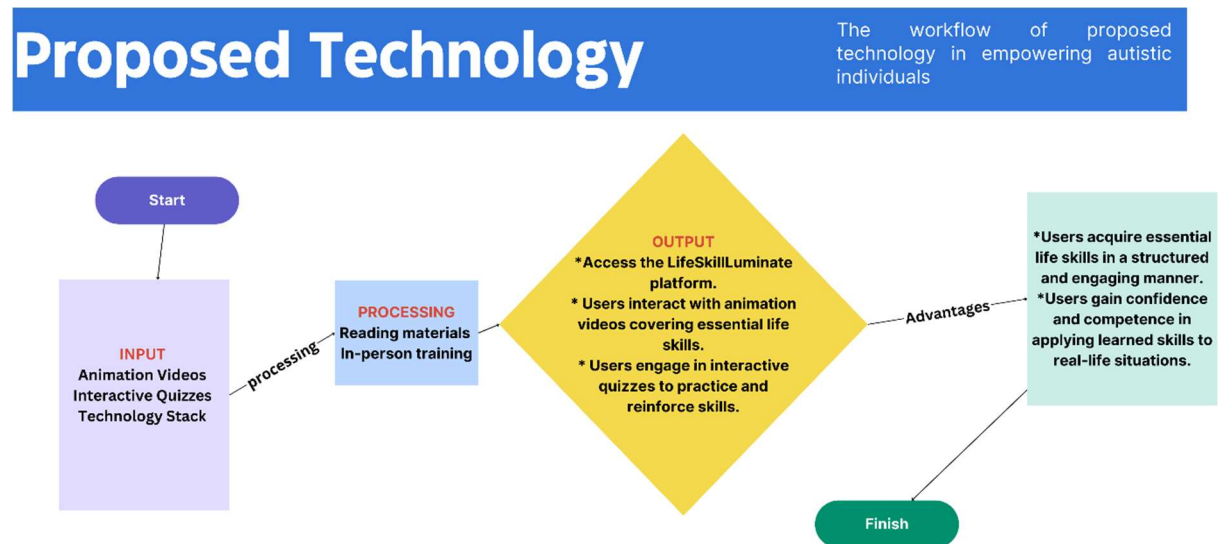 Proposed Technology
The workflow of proposed
technology in empowering autistic
individuals
Start
INPUT
Animation Videos
Interactive Quizzes
Technology Stack
processing
PROCESSING
Reading materials
In-person training
OUTPUT
*Access the LifeSkillLuminate
platform.
* Users interact with animation
videos covering essential life
skills.
* Users engage in interactive
quizzes to practice and
reinforce skills.
Advantages
*Users acquire essential
life skills in a structured
and engaging manner.
*Users gain confidence
and competence in
applying learned skills to
real-life situations.
Finish